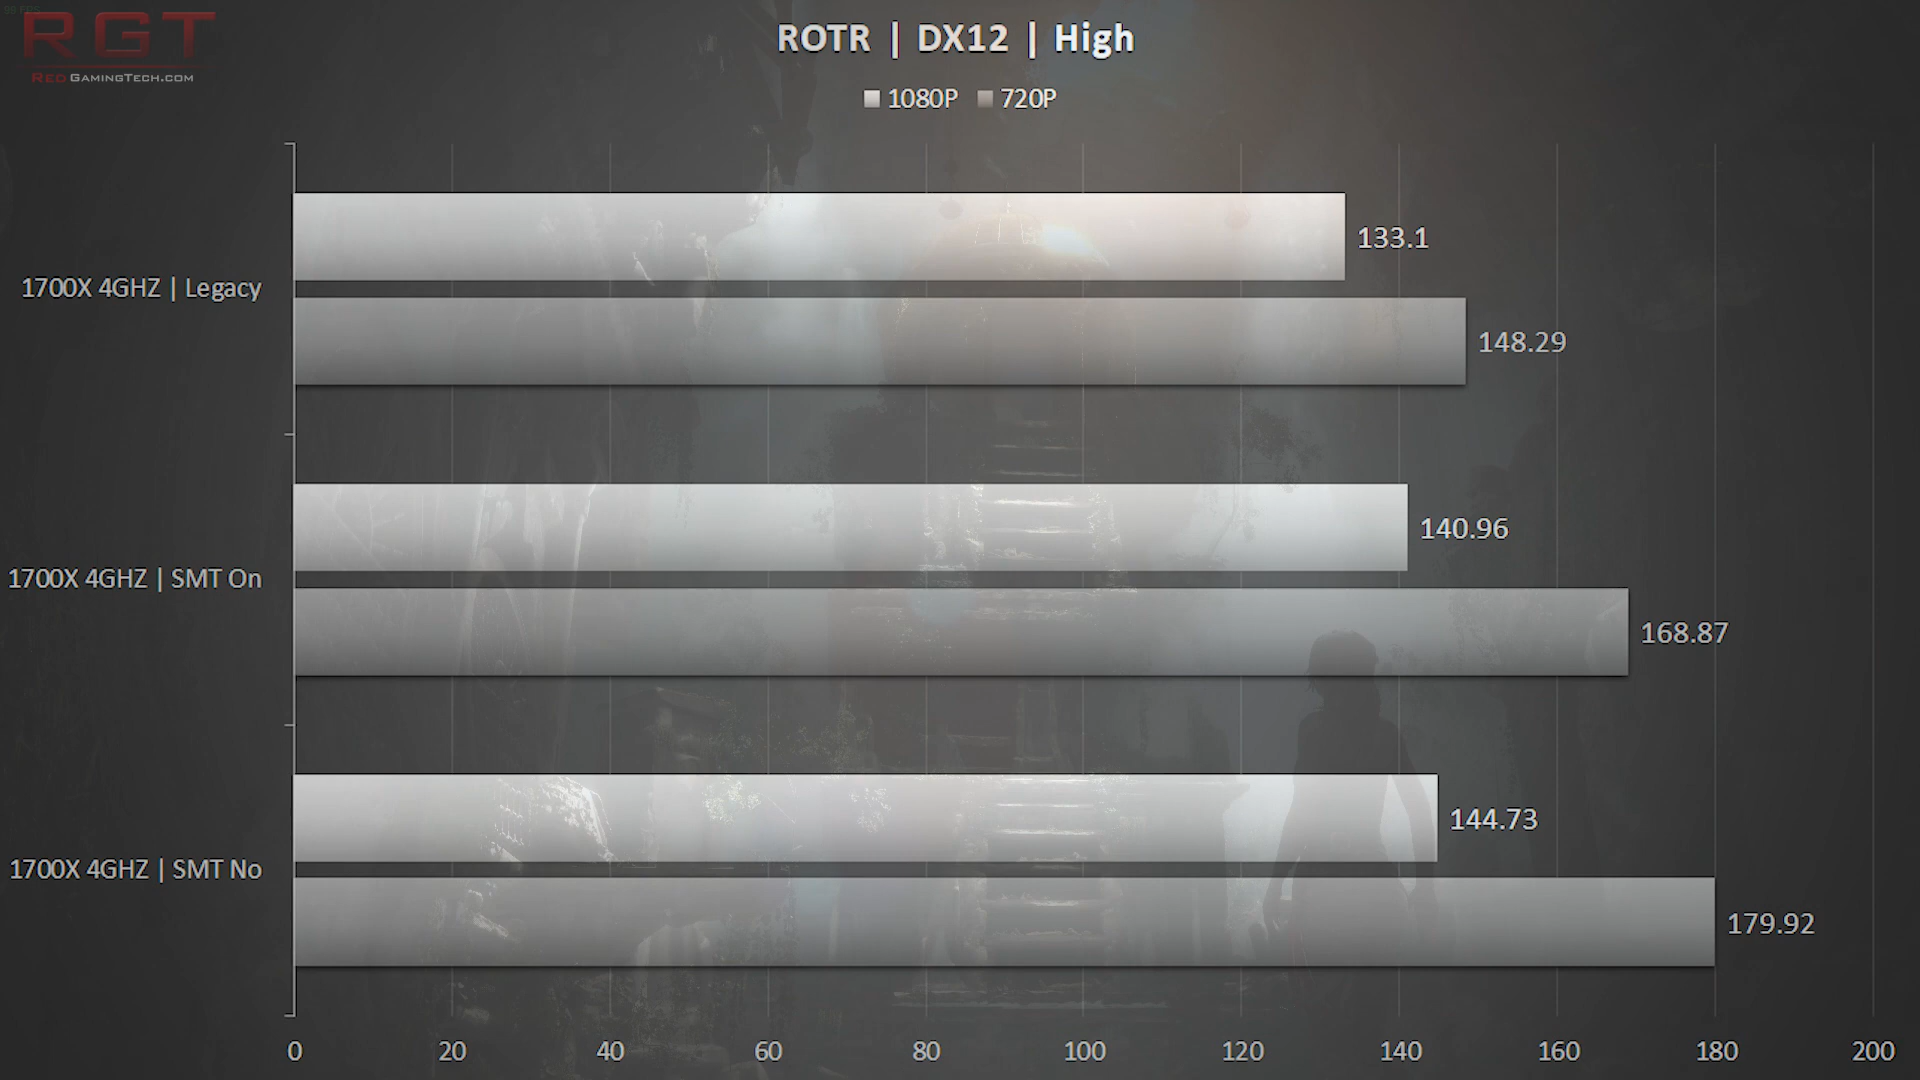 RGT
RED GAMINGTECH.COM
ROTR | DX12 | High
1080P 720P
1700X 4GHZ | Legacy
133.1
148.29
1700X 4GHZ | SMT On
140.96
168.87
1700X 4GHZ | SMT No
144.73
179.92
0 20 40 60 80 100 120 140 160 180 200